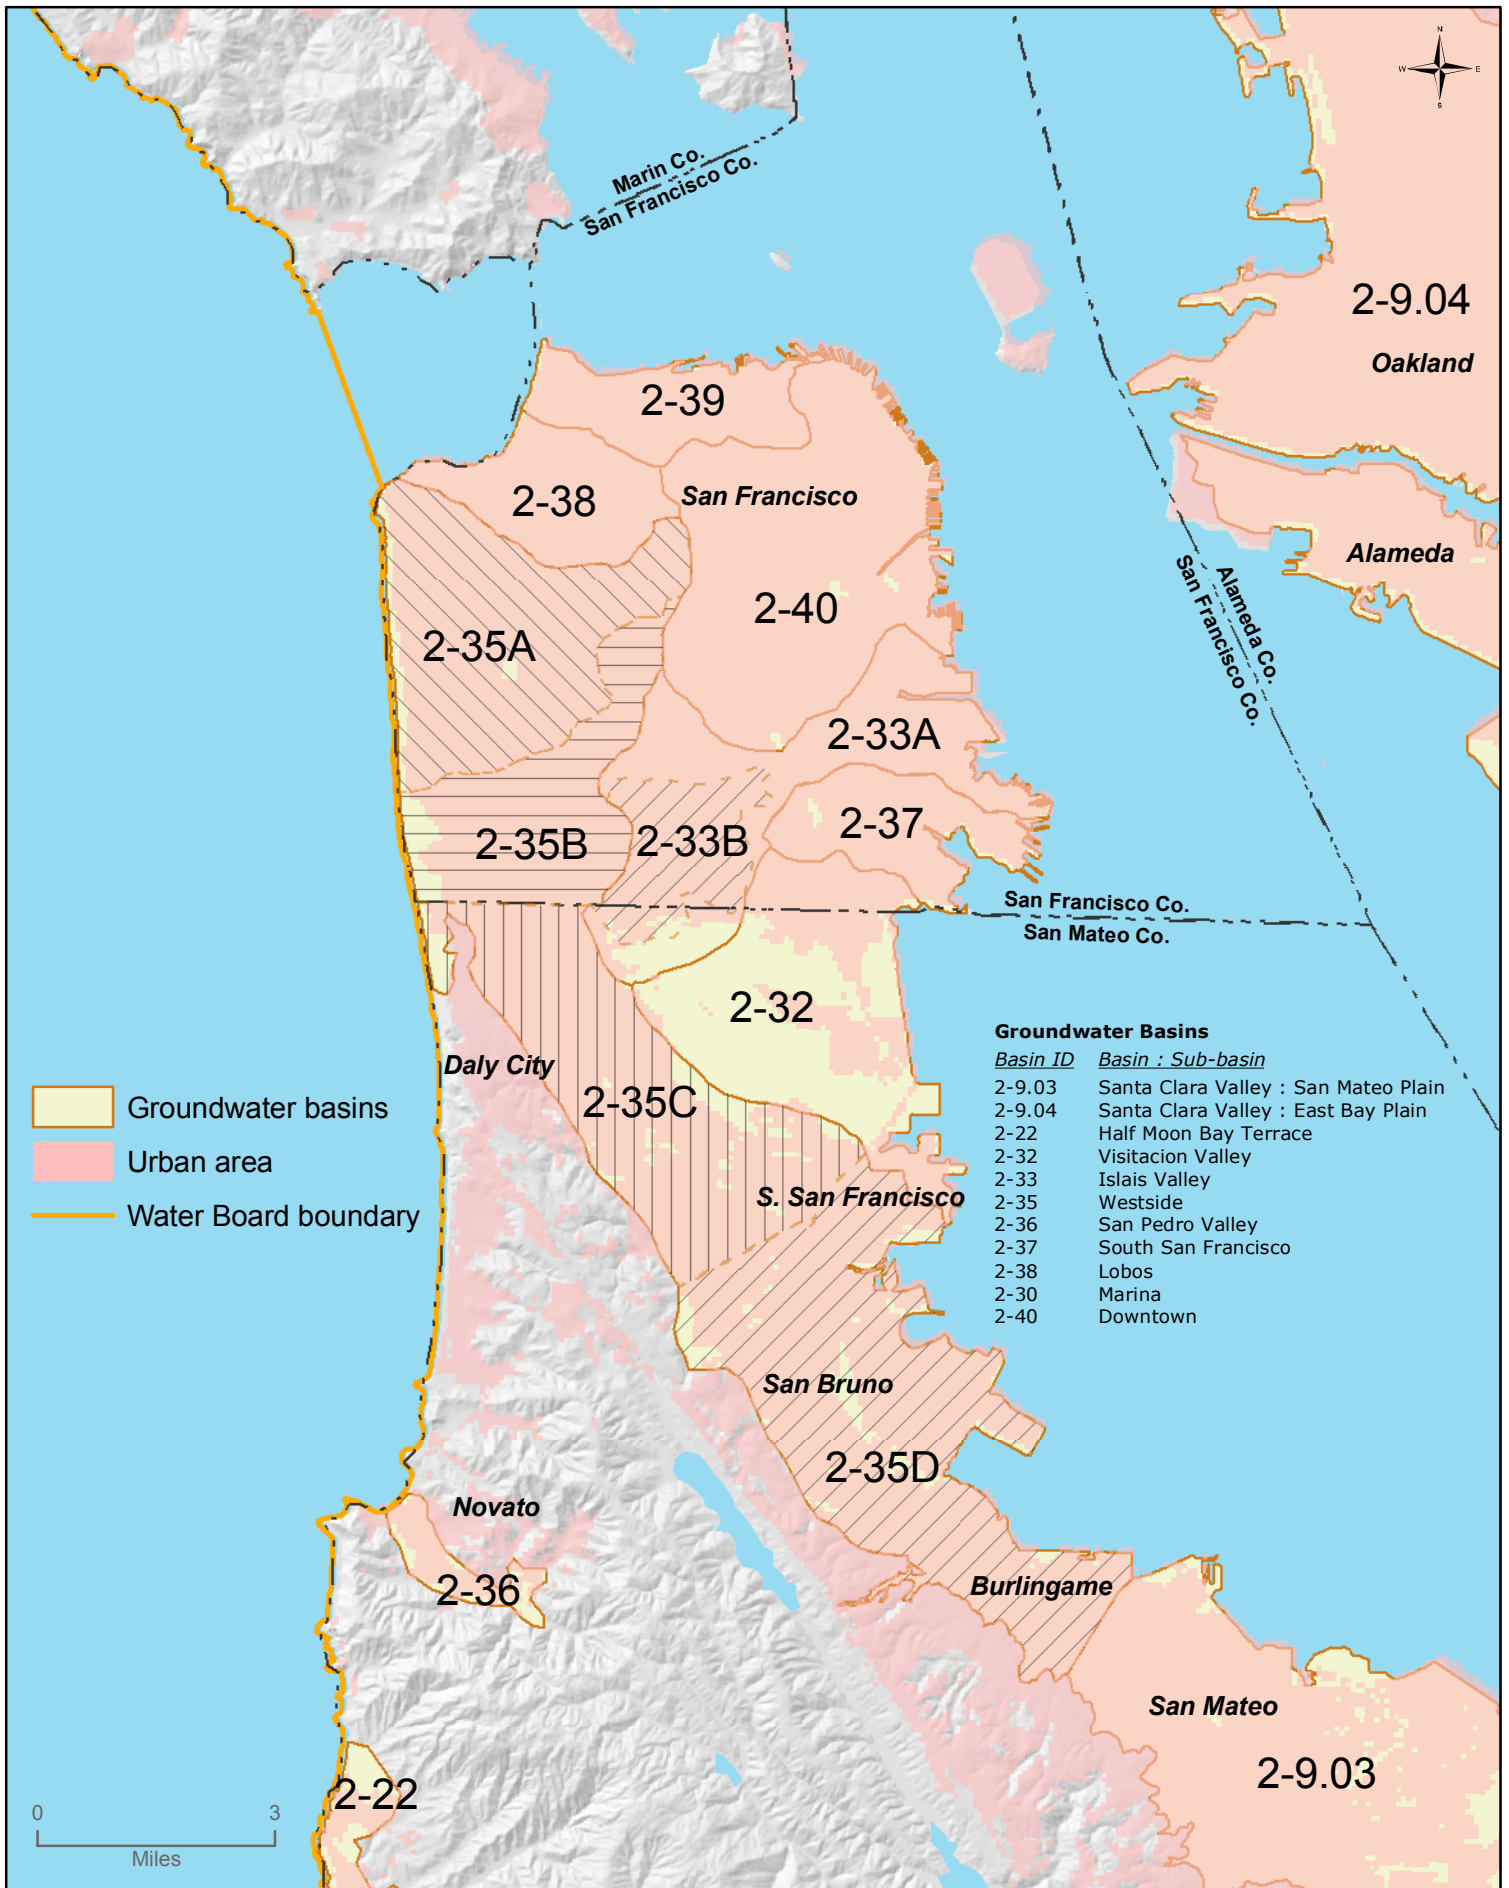 N
W E
S
Marin Co.
San Francisco Co.
2-9.04
Oakland
2-39
2-38
San Francisco
Alameda
Alameda Co.
San Francisco Co.
2-40
2-35A
2-33A
2-37
2-35B
2-33B
San Francisco Co.
San Mateo Co.
2-32
Groundwater Basins
Basin ID Basin : Sub-basin
2-9.03 Santa Clara Valley : San Mateo Plain
2-9.04 Santa Clara Valley : East Bay Plain
2-22 Half Moon Bay Terrace
2-32 Visitacion Valley
2-33 Islais Valley
2-35 Westside
2-36 San Pedro Valley
2-37 South San Francisco
2-38 Lobos
2-30 Marina
2-40 Downtown
Daly City
2-35C
Groundwater basins
Urban area
Water Board boundary
S. San Francisco
San Bruno
2-35D
Novato
2-36
Burlingame
San Mateo
2-9.03
2-22
0 3
Miles